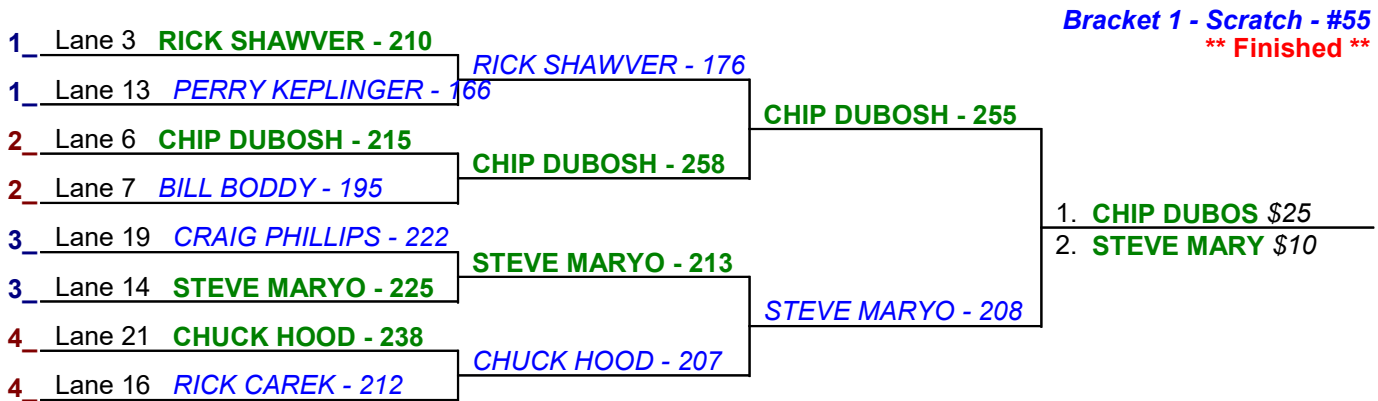 Bracket 1 - Scratch - #55
** Finished **
1_ Lane 3 RICK SHAWVER - 210
1_ Lane 13 PERRY KEPLINGER - 166
2_ Lane 6 CHIP DUBOSH - 215
2_ Lane 7 BILL BODDY - 195
3_ Lane 19 CRAIG PHILLIPS - 222
3_ Lane 14 STEVE MARYO - 225
4_ Lane 21 CHUCK HOOD - 238
4_ Lane 16 RICK CAREK - 212
RICK SHAWVER - 176
CHIP DUBOSH - 258
STEVE MARYO - 213
CHUCK HOOD - 207
CHIP DUBOSH - 255
STEVE MARYO - 208
1. CHIP DUBOS $25
2. STEVE MARY $10